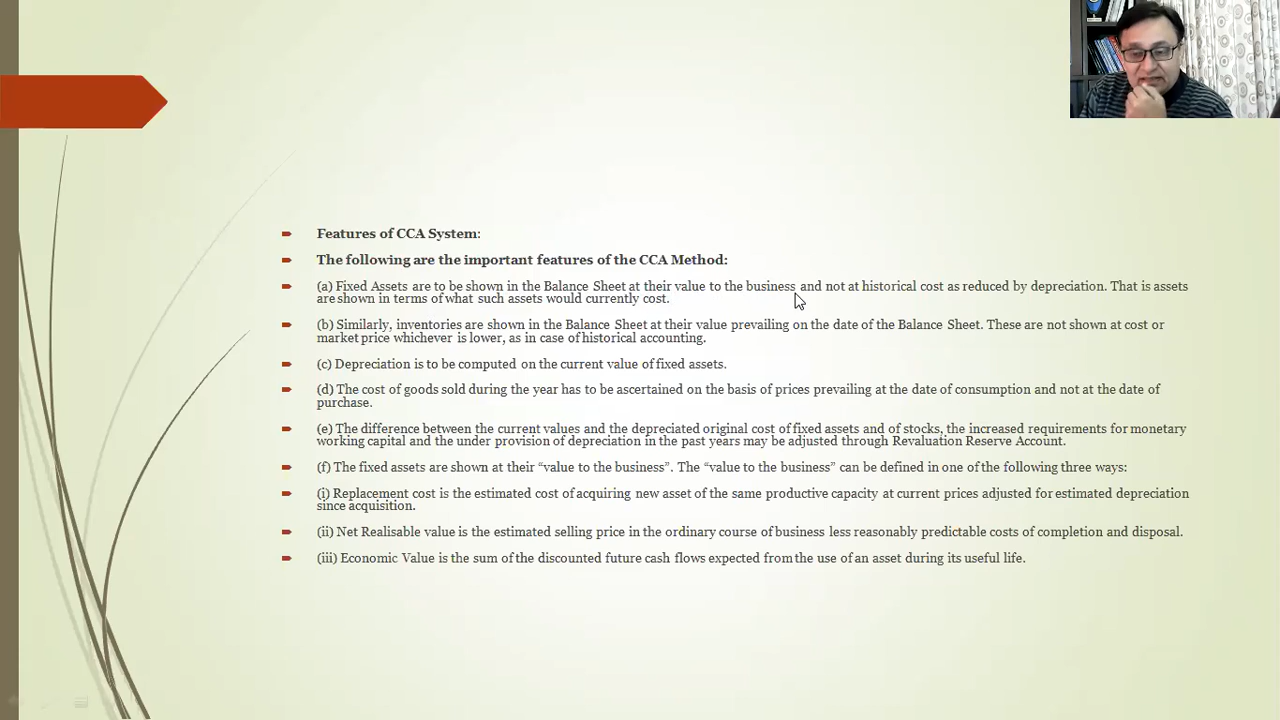 Features of CCA System:
The following are the important features of the CCA Method:
(a) Fixed Assets are to be shown in the Balance Sheet at their value to the business and not at historical cost as reduced by depreciation. That is assets
are shown in terms of what such assets would currently cost.
(b) Similarly, inventories are shown in the Balance Sheet at their value prevailing on the date of the Balance Sheet. These are not shown at cost or
market price whichever is lower, as in case of historical accounting.
(c) Depreciation is to be computed on the current value of fixed assets.
(d) The cost of goods sold during the year has to be ascertained on the basis of prices prevailing at the date of consumption and not at the date of
purchase.
(e) The difference between the current values and the depreciated original cost of fixed assets and of stocks, the increased requirements for monetary
working capital and the under provision of depreciation in the past years may be adjusted through Revaluation Reserve Account.
(f) The fixed assets are shown at their “value to the business”. The “value to the business” can be defined in one of the following three ways:
(i) Replacement cost is the estimated cost of acquiring new asset of the same productive capacity at current prices adjusted for estimated depreciation
since acquisition.
(ii) Net Realisable value is the estimated selling price in the ordinary course of business less reasonably predictable costs of completion and disposal.
(iii) Economic Value is the sum of the discounted future cash flows expected from the use of an asset during its useful life.